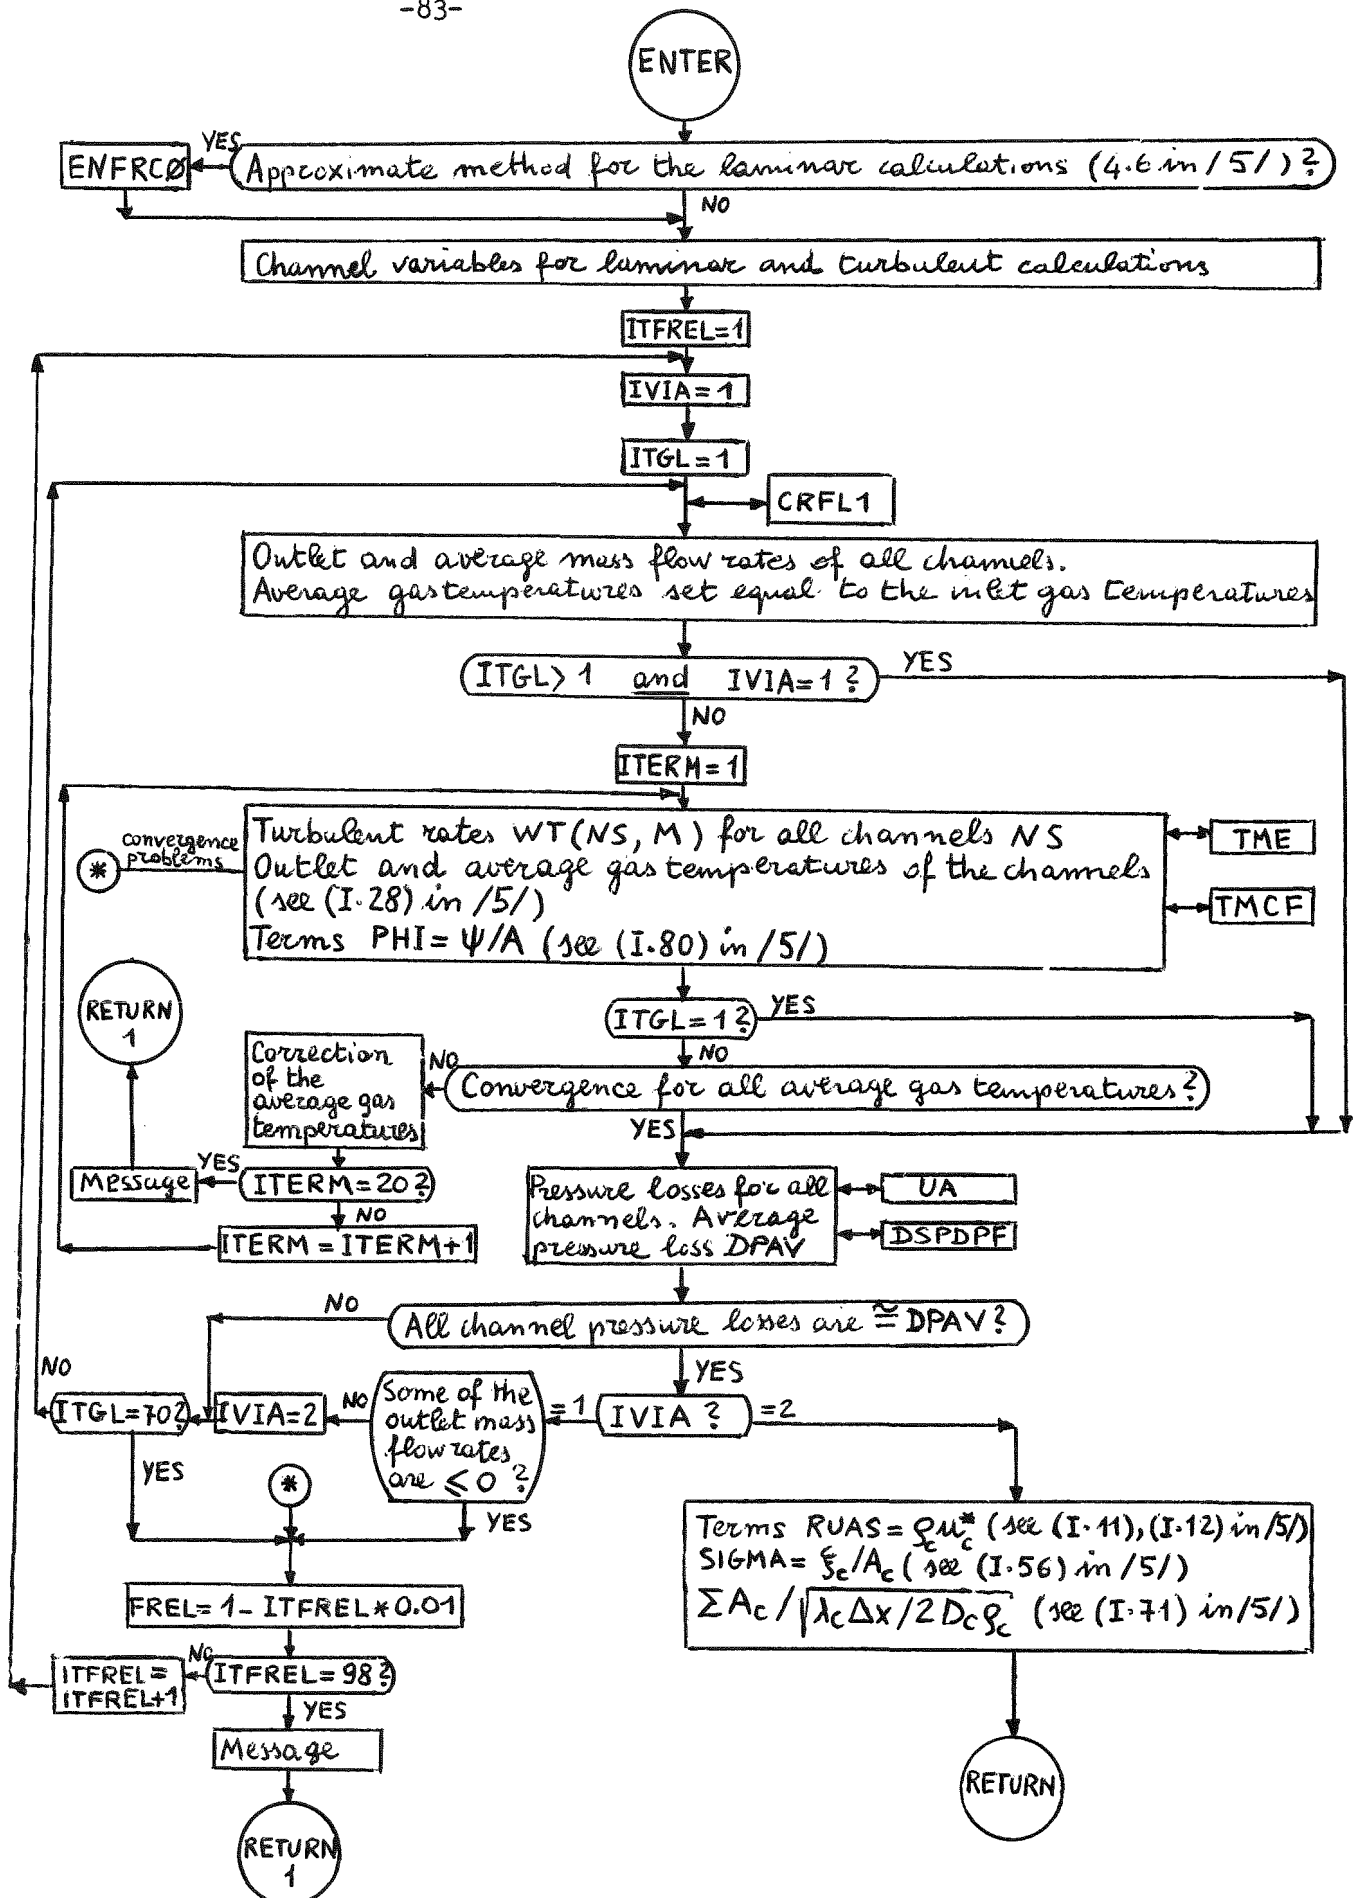 -83-
ENTER
ENFRCØ
YES
Approximate method for the laminar calculations (4.6 in /5/)?
NO
Channel variables for laminar and turbulent calculations
ITFREL=1
IVIA=1
ITGL=1
CRFL1
Outlet and average mass flow rates of all channels.
Average gas temperatures set equal to the inlet gas temperatures
ITGL>1 and IVIA=1?
YES
NO
ITERM=1
convergence
problems
*
Turbulent rates WT(NS, M) for all channels NS
Outlet and average gas temperatures of the channels
(see (I.28) in /5/)
Terms PHI= Ψ/A (see (I.80) in /5/)
TME
TMCF
RETURN
1
ITGL=1?
YES
NO
Correction
of the
average gas
temperatures
NO
Convergence for all average gas temperatures?
YES
Message
YES
ITERM=20?
NO
ITERM=ITERM+1
Pressure losses for all
channels. Average
pressure loss DPAV
UA
DSPDPF
NO
All channel pressure losses are ≅ DPAV?
YES
NO
ITGL=70?
IVIA=2
NO
Some of the
outlet mass
flow rates
are ≤ 0 ?
=1
IVIA ?
=2
YES
*
YES
FREL= 1-ITFREL*0.01
Terms RUAS= ρc uc* (see (I.11), (I.12) in /5/)
SIGMA= ξc/Ac (see (I.56) in /5/)
ΣAc/√λcΔx/2Dcρc (see (I.71) in /5/)
ITFREL=
ITFREL+1
NO
ITFREL=98?
YES
Message
RETURN
1
RETURN